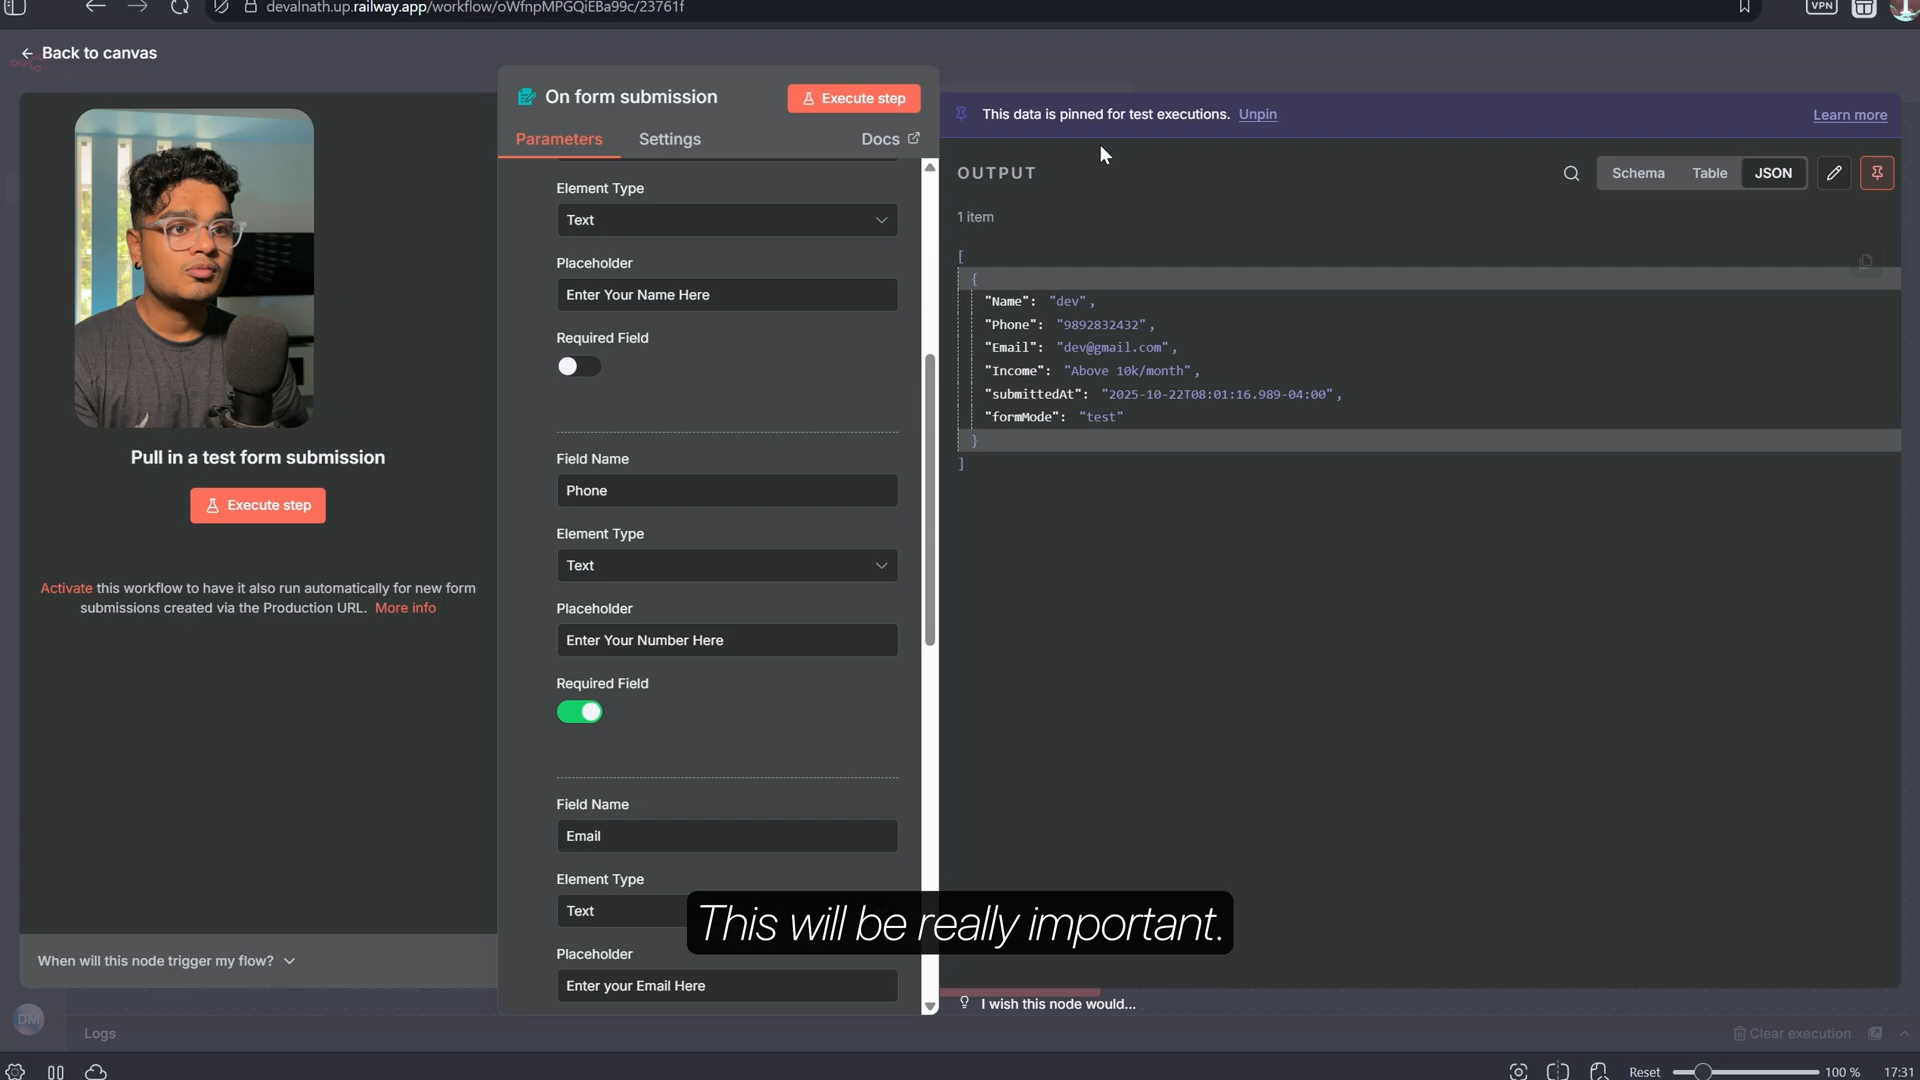 devalnath.up.railway.app/workflow/oWfnpMPGQiEBa99c/23761f
VPN
Back to canvas
On form submission
Execute step
Parameters
Settings
Docs
This data is pinned for test executions. Unpin
Learn more
OUTPUT
Schema
Table
JSON
1 item
[
{
"Name": "dev",
"Phone": "9892832432",
"Email": "dev@gmail.com",
"Income": "Above 10k/month",
"submittedAt": "2025-10-22T08:01:16.989-04:00",
"formMode": "test"
}
]
Pull in a test form submission
Execute step
Activate this workflow to have it also run automatically for new form
submissions created via the Production URL. More info
When will this node trigger my flow?
Element Type
Text
Placeholder
Enter Your Name Here
Required Field
Field Name
Phone
Element Type
Text
Placeholder
Enter Your Number Here
Required Field
Field Name
Email
Element Type
Text
Placeholder
Enter your Email Here
This will be really important.
I wish this node would...
DM
Logs
Clear execution
Reset
100 %
17:31